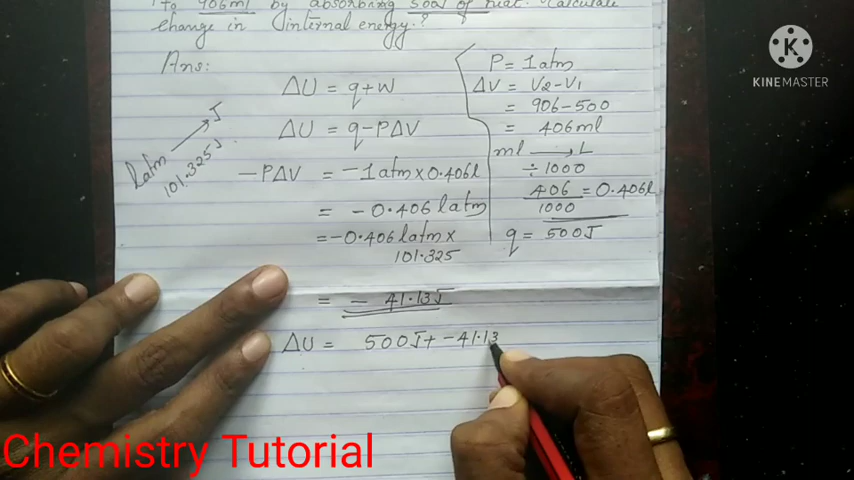 to 906ml by absorbing 500J of heat. Calculate
change in internal energy.?
Ans:
ΔU = q+W
ΔU = q-PΔV
Latm → J
101.325J
-PΔV = -1atm×0.406l
= -0.406 latm
= -0.406 latm ×
101.325
= - 41.13J
ΔU = 500J + -41.13
P = 1atm
ΔV = V2-V1
= 906-500
= 406ml
ml → L
÷1000
406/1000 = 0.406l
q = 500J
KINEMASTER
Chemistry Tutorial